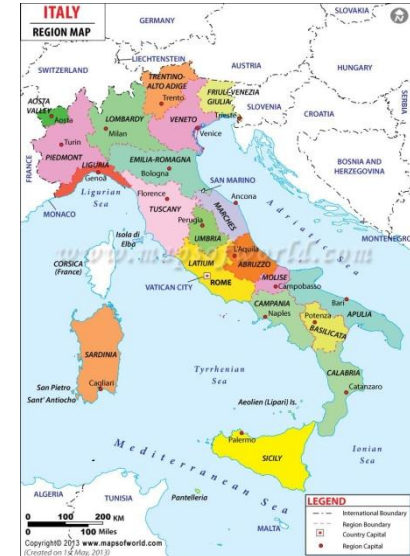 ITALY
REGION MAP
GERMANY
SLOVAKIA
LIECHTENSTEIN
AUSTRIA
HUNGARY
SWITZERLAND
TRENTINO-
ALTO ADIGE
Trento
FRIULI-VENEZIA
GIULIA
Trieste
SLOVENIA
CROATIA
AOSTA
VALLEY
Aosta
LOMBARDY
Milan
VENETO
Venice
Turin
PIEDMONT
EMILIA-ROMAGNA
Bologna
BOSNIA AND
HERZEGOVINA
FRANCE
LIGURIA
Genoa
Ligurian
Sea
SAN MARINO
Florence
TUSCANY
Ancona
MARCHES
MONACO
Perugia
UMBRIA
Adriatic Sea
MONTENEGRO
Isola di
Elba
www.mapsofworld.com
L'Aquila
ABRUZZO
CORSICA
(France)
LATIUM
ROME
VATICAN CITY
MOLISE
Campobasso
CAMPANIA
Naples
Bari
APULIA
Potenza
BASILICATA
SARDINIA
Cagliari
San Pietro
Sant' Antiocho
Tyrrhenian
Sea
CALABRIA
Catanzaro
Aeolien (Lipari) Is.
Palermo
SICILY
Ionian
Sea
Mediterranean Sea
ALGERIA
TUNISIA
Pantelleria
MALTA
0 100 200 KM
0 100 Miles
Copyright © 2013 www.mapsofworld.com
(Created on 1st May, 2013)
LEGEND
International Boundary
Region Boundary
Country Capital
Region Capital